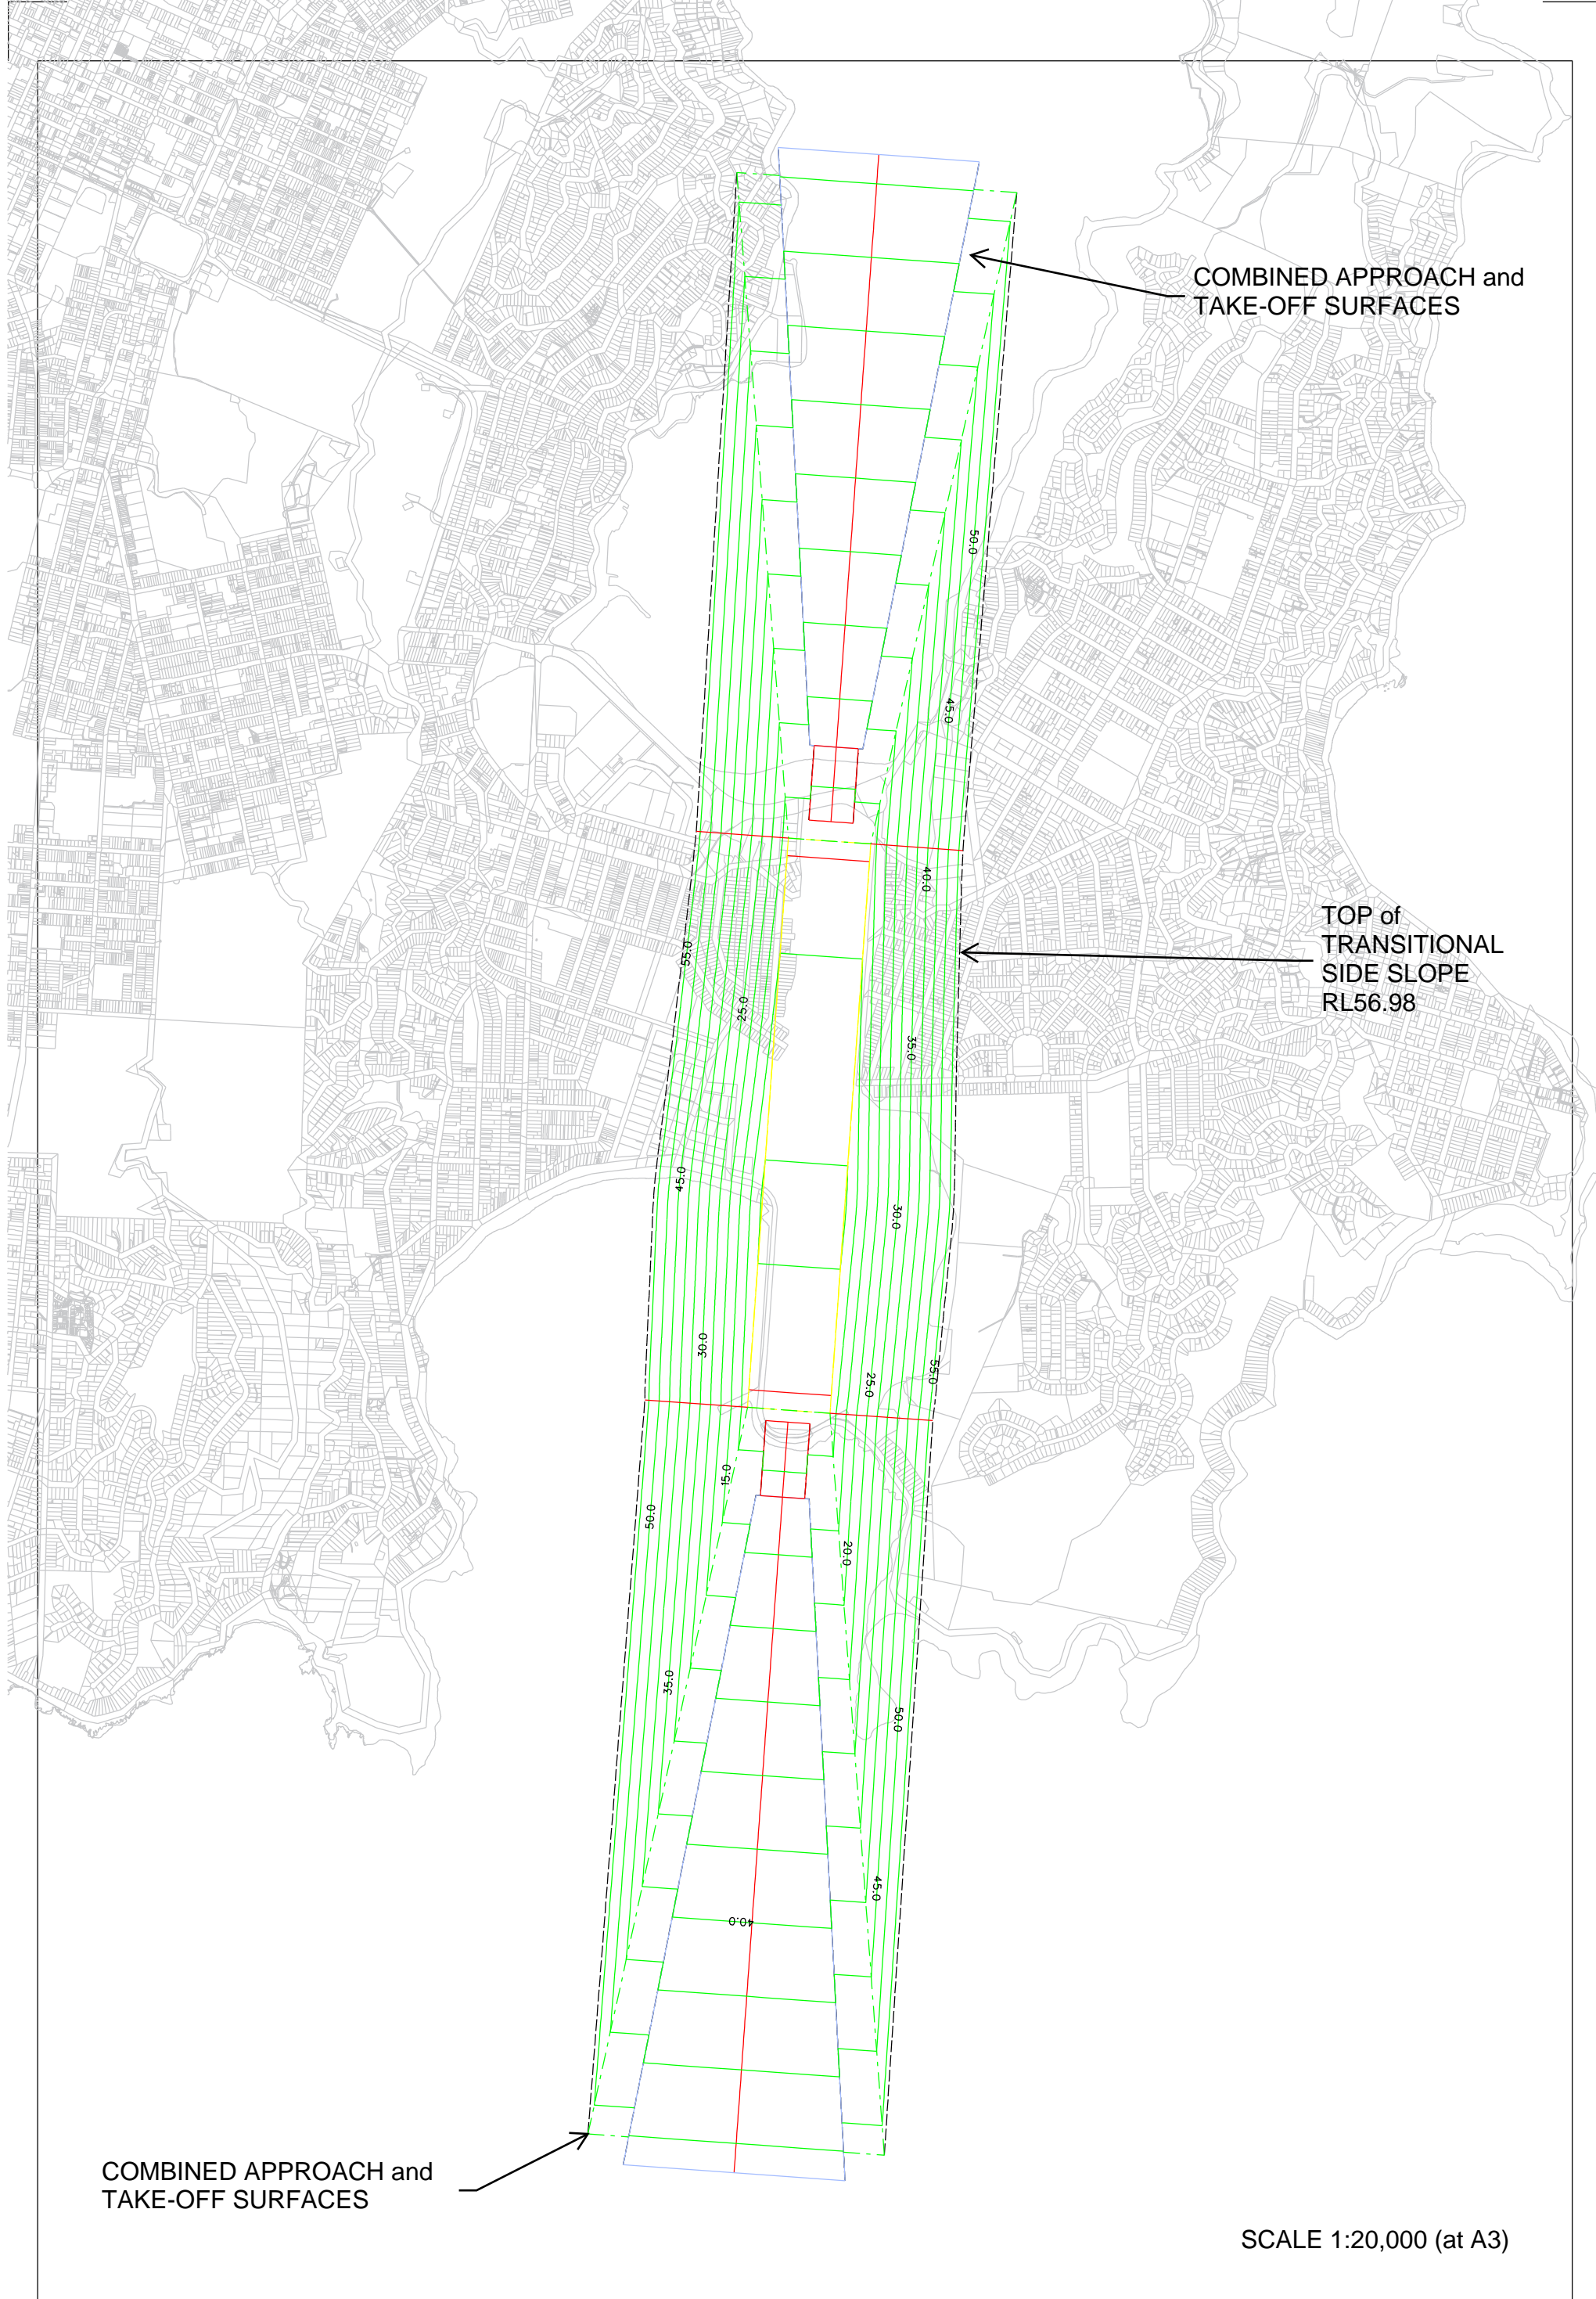 COMBINED APPROACH and
TAKE-OFF SURFACES
50.0
45.0
40.0
TOP of
TRANSITIONAL
SIDE SLOPE
RL56.98
55.0
25.0
35.0
45.0
30.0
30.0
25.0
55.0
15.0
50.0
20.0
35.0
50.0
45.0
40.0
COMBINED APPROACH and
TAKE-OFF SURFACES
SCALE 1:20,000 (at A3)